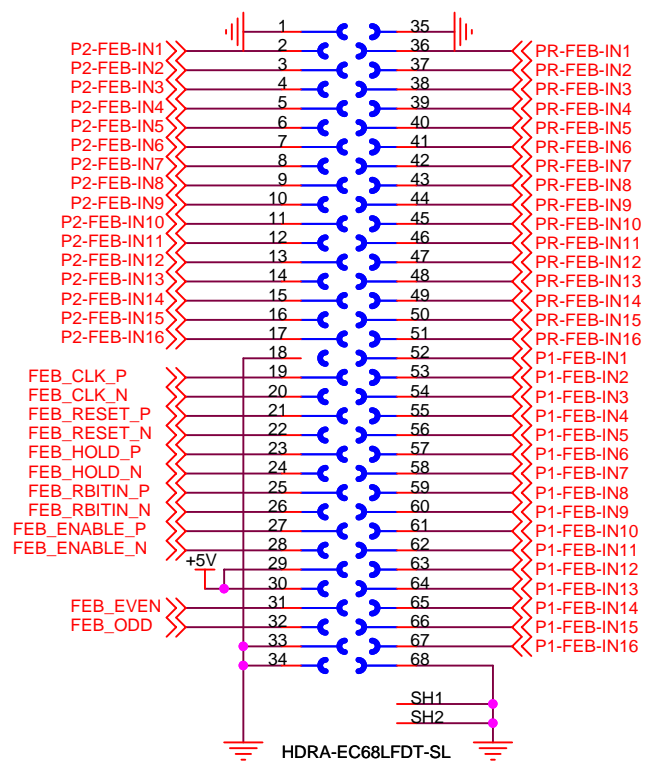 1 35
P2-FEB-IN1 2 36 PR-FEB-IN1
P2-FEB-IN2 3 37 PR-FEB-IN2
P2-FEB-IN3 4 38 PR-FEB-IN3
P2-FEB-IN4 5 39 PR-FEB-IN4
P2-FEB-IN5 6 40 PR-FEB-IN5
P2-FEB-IN6 7 41 PR-FEB-IN6
P2-FEB-IN7 8 42 PR-FEB-IN7
P2-FEB-IN8 9 43 PR-FEB-IN8
P2-FEB-IN9 10 44 PR-FEB-IN9
P2-FEB-IN10 11 45 PR-FEB-IN10
P2-FEB-IN11 12 46 PR-FEB-IN11
P2-FEB-IN12 13 47 PR-FEB-IN12
P2-FEB-IN13 14 48 PR-FEB-IN13
P2-FEB-IN14 15 49 PR-FEB-IN14
P2-FEB-IN15 16 50 PR-FEB-IN15
P2-FEB-IN16 17 51 PR-FEB-IN16
18 52 P1-FEB-IN1
FEB_CLK_P 19 53 P1-FEB-IN2
FEB_CLK_N 20 54 P1-FEB-IN3
FEB_RESET_P 21 55 P1-FEB-IN4
FEB_RESET_N 22 56 P1-FEB-IN5
FEB_HOLD_P 23 57 P1-FEB-IN6
FEB_HOLD_N 24 58 P1-FEB-IN7
FEB_RBITIN_P 25 59 P1-FEB-IN8
FEB_RBITIN_N 26 60 P1-FEB-IN9
FEB_ENABLE_P 27 61 P1-FEB-IN10
FEB_ENABLE_N 28 62 P1-FEB-IN11
+5V 29 63 P1-FEB-IN12
30 64 P1-FEB-IN13
FEB_EVEN 31 65 P1-FEB-IN14
FEB_ODD 32 66 P1-FEB-IN15
33 67 P1-FEB-IN16
34 68
SH1
SH2
HDRA-EC68LFDT-SL